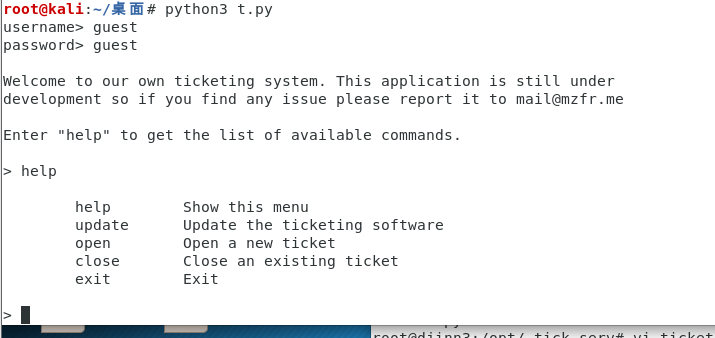 root@kali:~/桌面# python3 t.py
username> guest
password> guest
Welcome to our own ticketing system. This application is still under
development so if you find any issue please report it to mail@mzfr.me
Enter "help" to get the list of available commands.
> help
help Show this menu
update Update the ticketing software
open Open a new ticket
close Close an existing ticket
exit Exit
>
root@djinn3:/opt/.tick-serv# vi ticket